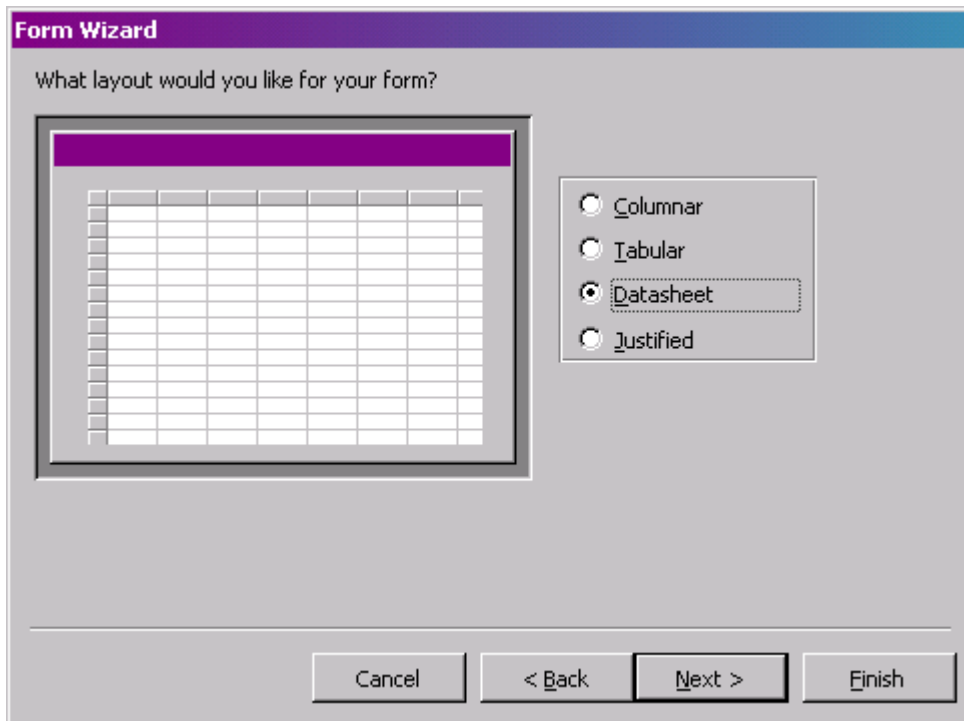 Form Wizard
What layout would you like for your form?
Columnar
Tabular
Datasheet
Justified
Cancel
< Back
Next >
Finish